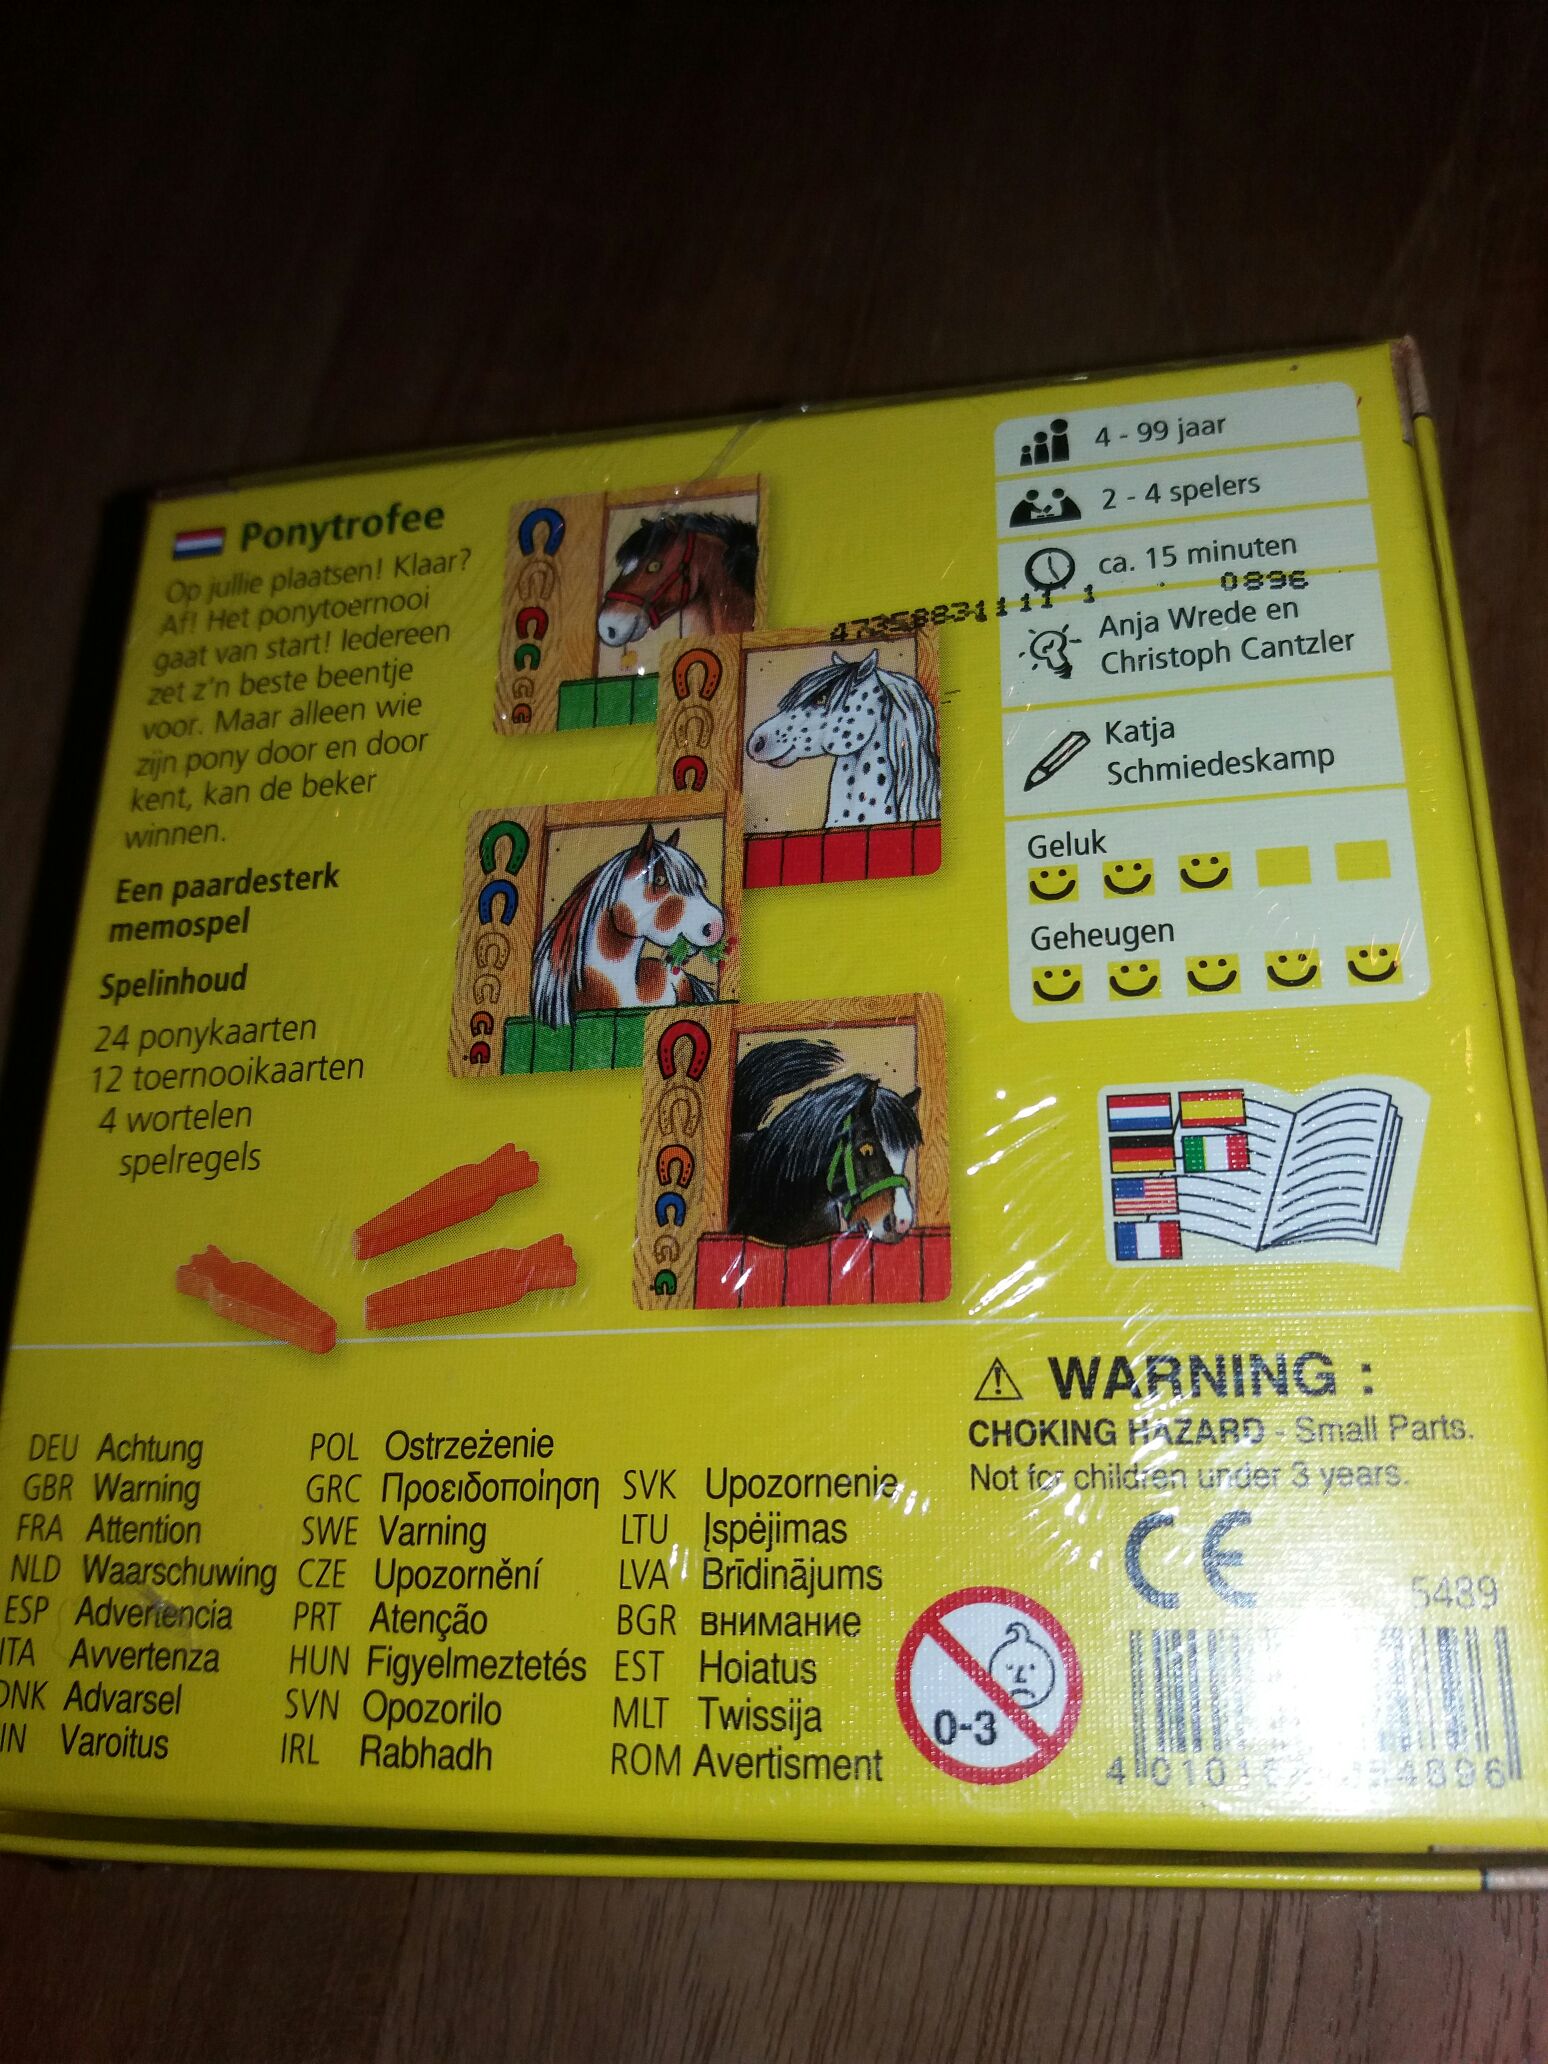 Ponytrofee
Op jullie plaatsen! Klaar?
Af! Het ponytoernooi
gaat van start! Iedereen
zet z'n beste beentje
voor. Maar alleen wie
zijn pony door en door
kent, kan de beker
winnen.
Een paardesterk
memospel
Spelinhoud
24 ponykaarten
12 toernooikaarten
4 wortelen
spelregels
4 - 99 jaar
2 - 4 spelers
ca. 15 minuten
0896
Anja Wrede en
Christoph Cantzler
Katja
Schmiedeskamp
Geluk
Geheugen
DEU Achtung
GBR Warning
FRA Attention
NLD Waarschuwing
ESP Advertencia
ITA Avvertenza
DNK Advarsel
IN Varoitus
POL Ostrzeżenie
GRC Προειδοποίηση
SWE Varning
CZE Upozornění
PRT Atenção
HUN Figyelmeztetés
SVN Opozorilo
IRL Rabhadh
SVK Upozornenie
LTU Įspėjimas
LVA Brīdinājums
BGR внимание
EST Hoiatus
MLT Twissija
ROM Avertisment
WARNING :
CHOKING HAZARD - Small Parts.
Not for children under 3 years.
CE
0-3
5489